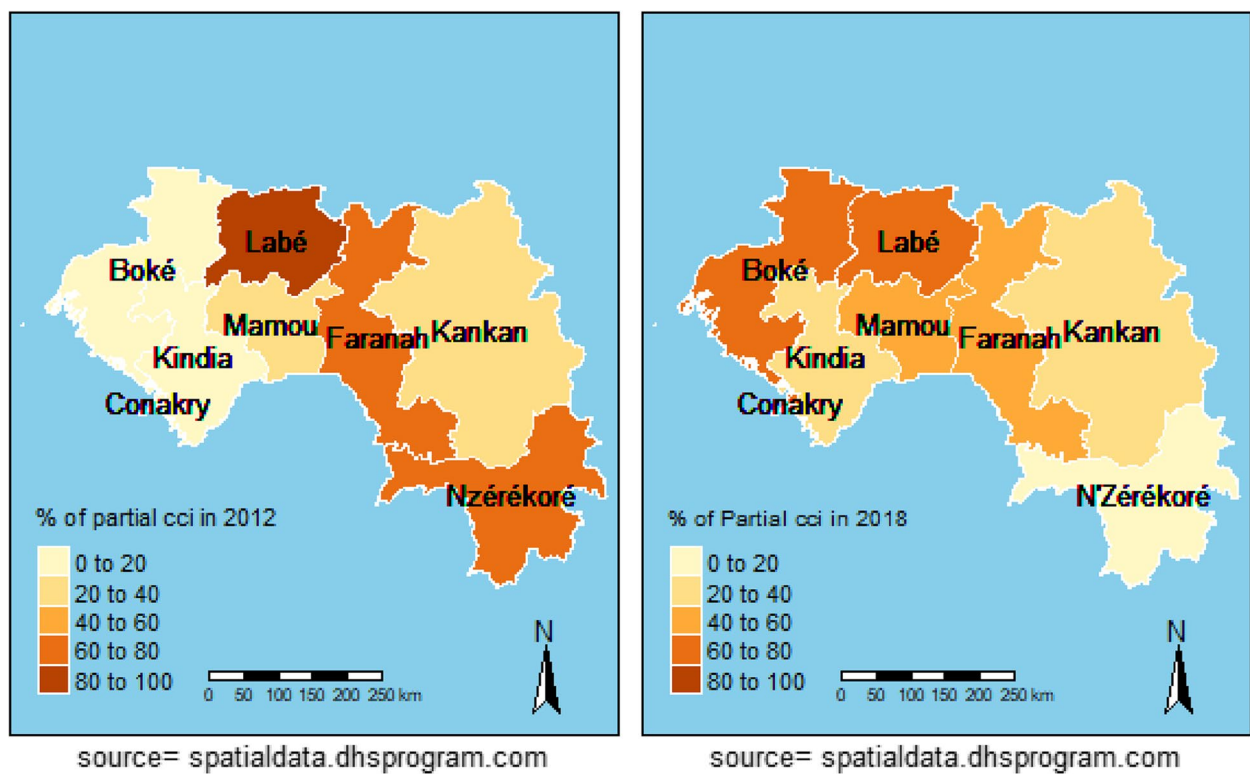 Labé
Boké
Mamou
Faranah
Kankan
Kindia
Conakry
Nzérékoré
% of partial cci in 2012
0 to 20
20 to 40
40 to 60
60 to 80
80 to 100
0 50 100 150 200 250 km
N
source= spatialdata.dhsprogram.com
Labé
Boké
Mamou
Faranah
Kankan
Kindia
Conakry
N'Zérékoré
% of Partial cci in 2018
0 to 20
20 to 40
40 to 60
60 to 80
80 to 100
0 50 100 150 200 250 km
N
source= spatialdata.dhsprogram.com